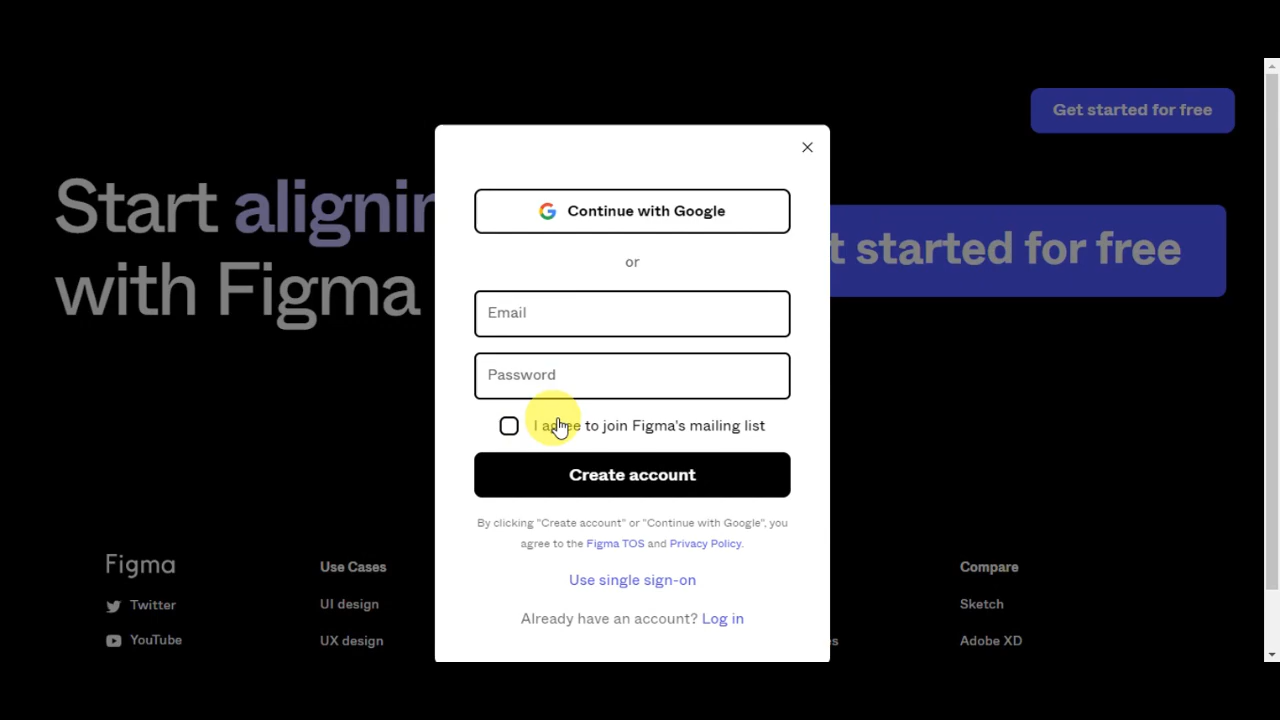 Get started for free
Start alignin
with Figma
t started for free
Continue with Google
or
Email
Password
I agree to join Figma's mailing list
Create account
By clicking "Create account" or "Continue with Google", you
agree to the Figma TOS and Privacy Policy.
Use single sign-on
Already have an account? Log in
Figma
Twitter
YouTube
Use Cases
UI design
UX design
Compare
Sketch
Adobe XD